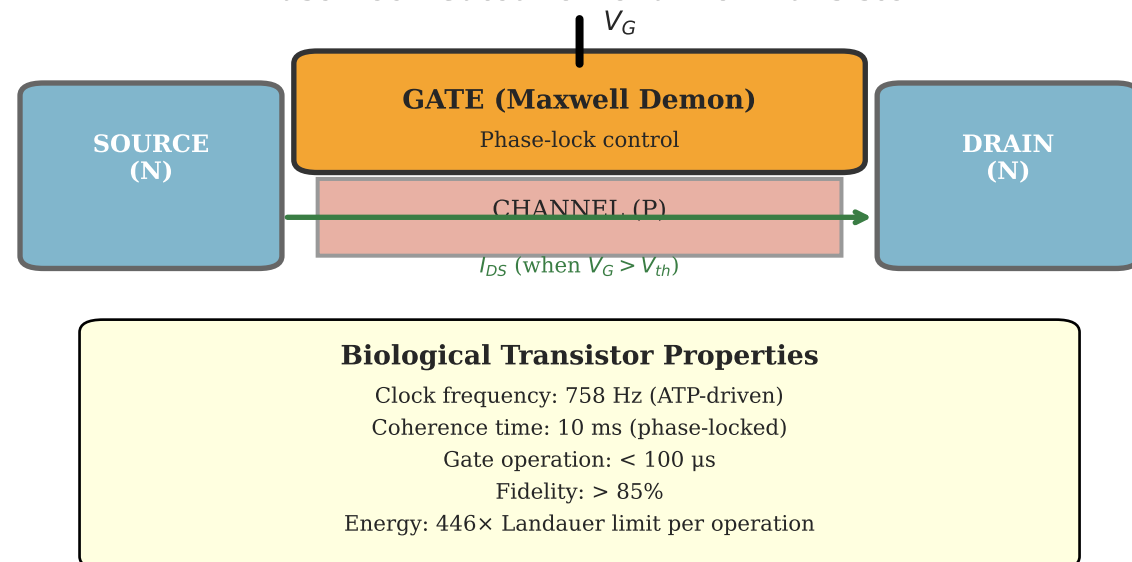 V_G
GATE (Maxwell Demon)
Phase-lock control
SOURCE
(N)
DRAIN
(N)
CHANNEL (P)
I_DS (when V_G > V_th)
Biological Transistor Properties
Clock frequency: 758 Hz (ATP-driven)
Coherence time: 10 ms (phase-locked)
Gate operation: < 100 μs
Fidelity: > 85%
Energy: 446× Landauer limit per operation